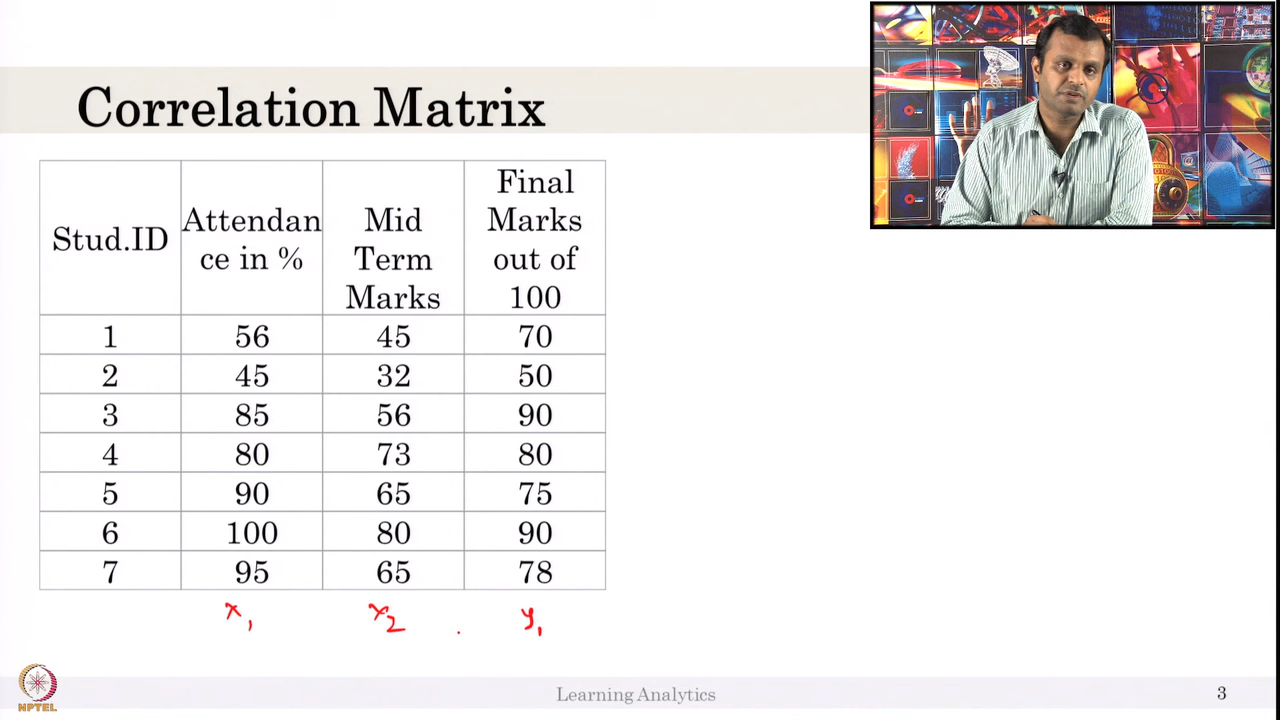 Correlation Matrix
Stud.ID Attendance in % Mid Term Marks Final Marks out of 100
1 56 45 70
2 45 32 50
3 85 56 90
4 80 73 80
5 90 65 75
6 100 80 90
7 95 65 78
x1 x2 y1
NPTEL
Learning Analytics
3